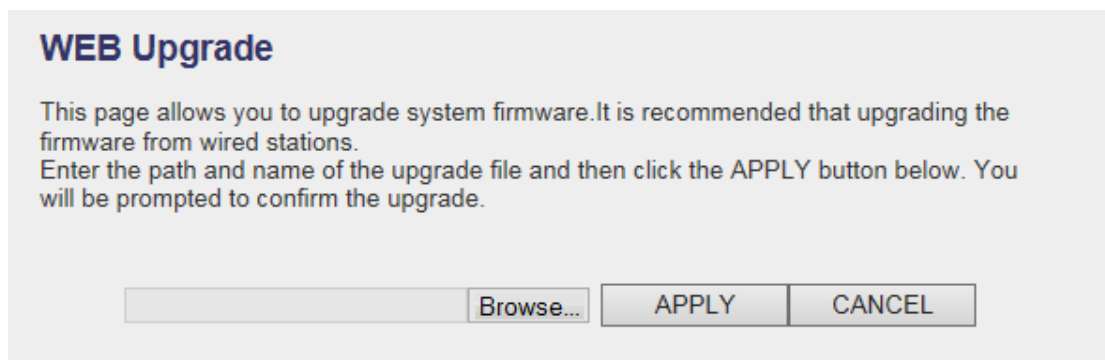 WEB Upgrade
This page allows you to upgrade system firmware.It is recommended that upgrading the
firmware from wired stations.
Enter the path and name of the upgrade file and then click the APPLY button below. You
will be prompted to confirm the upgrade.
Browse... APPLY CANCEL